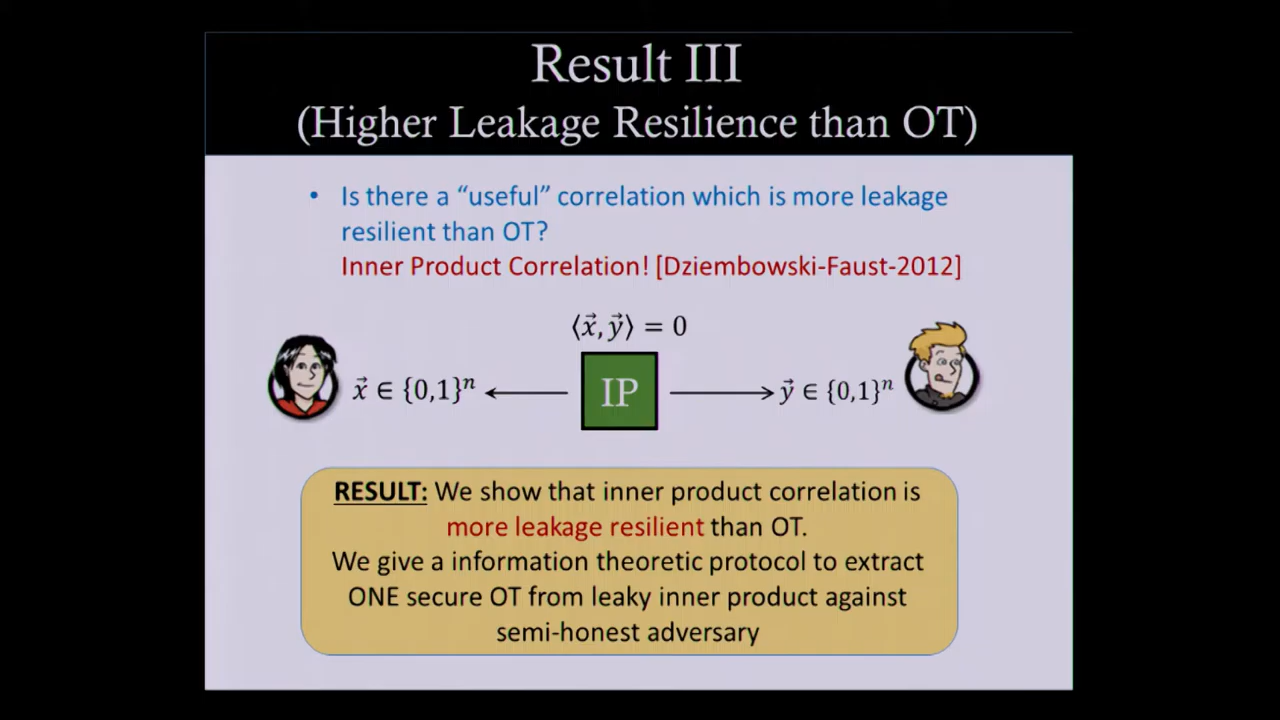 Result III
(Higher Leakage Resilience than OT)
• Is there a “useful” correlation which is more leakage
resilient than OT?
Inner Product Correlation! [Dziembowski-Faust-2012]
⟨x⃗, y⃗⟩ = 0
x⃗ ∈ {0,1}ⁿ IP y⃗ ∈ {0,1}ⁿ
RESULT: We show that inner product correlation is
more leakage resilient than OT.
We give a information theoretic protocol to extract
ONE secure OT from leaky inner product against
semi-honest adversary